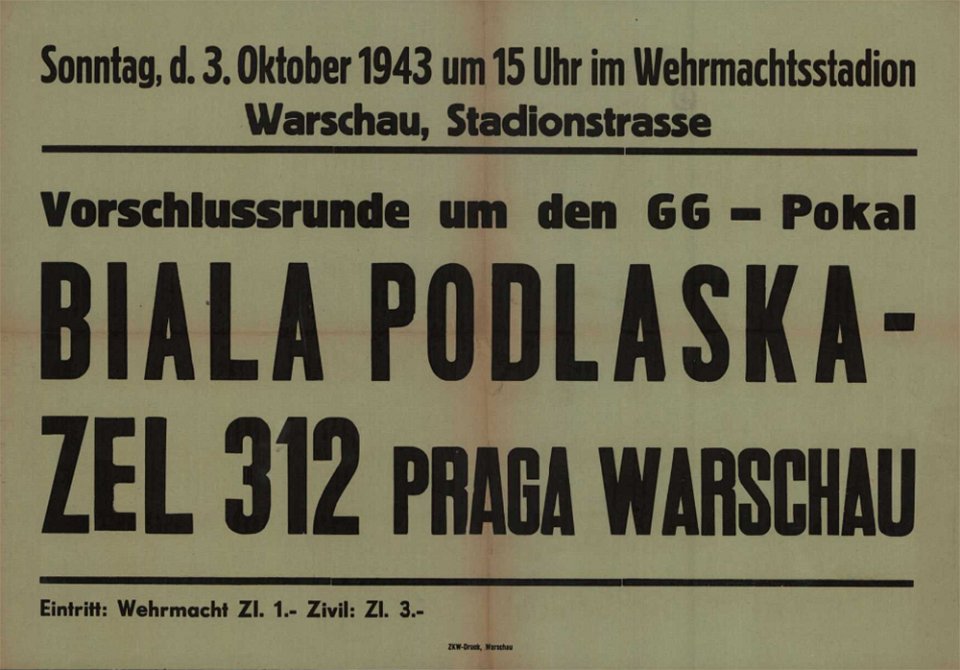 Sonntag, d. 3. Oktober 1943 um 15 Uhr im Wehrmachtsstadion
Warschau, Stadionstrasse
Vorschlussrunde um den GG - Pokal
BIALA PODLASKA-
ZEL 312 PRAGA WARSCHAU
Eintritt: Wehrmacht Zl. 1.- Zivil: Zl. 3.-
ZKW-Druck, Warschau